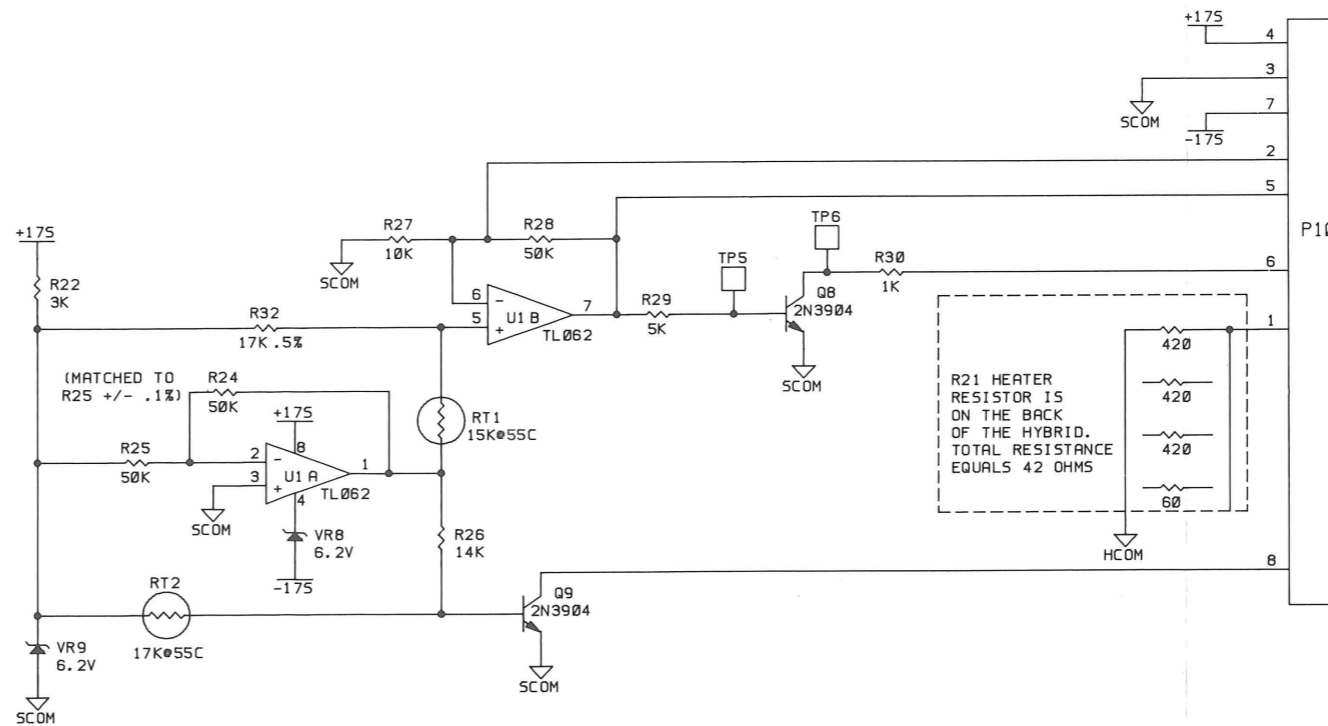 +17S
4
3
SCOM
7
-17S
2
5
R27
10K
SCOM
R28
50K
TP6
P10
+17S
R22
3K
TP5
R30
1K
6
6
-
5
+
U1 B
7
TL062
R29
5K
Q8
2N3904
SCOM
R32
17K .5%
1
420
420
420
60
R21 HEATER
RESISTOR IS
ON THE BACK
OF THE HYBRID.
TOTAL RESISTANCE
EQUALS 42 OHMS
HCOM
(MATCHED TO
R25 +/- .1%)
R24
50K
+17S
8
RT1
15K@55C
R25
50K
2
-
3
+
U1 A
1
TL062
4
SCOM
VR8
6.2V
-17S
R26
14K
8
RT2
17K@55C
Q9
2N3904
SCOM
VR9
6.2V
SCOM